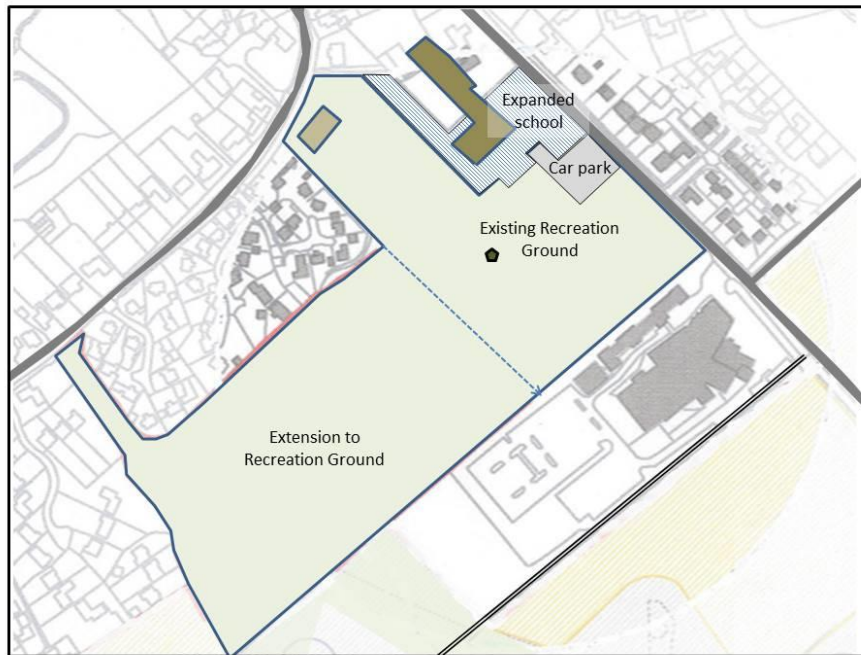 Expanded
school
Car park
Existing Recreation
Ground
Extension to
Recreation Ground